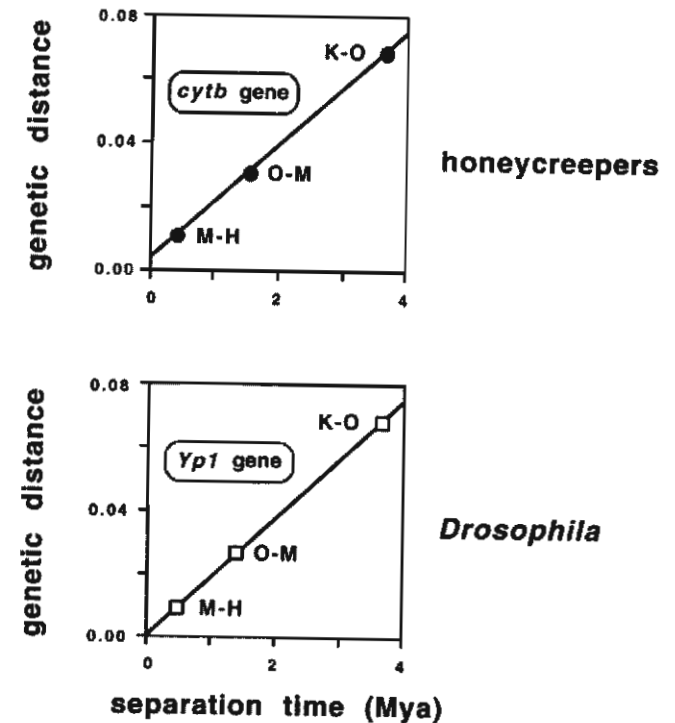 0.08
K-O
cytb gene
genetic distance
0.04
O-M
honeycreepers
M-H
0.00
0
2
4
0.08
K-O
Yp1 gene
genetic distance
0.04
O-M
Drosophila
M-H
0.00
0
2
4
separation time (Mya)